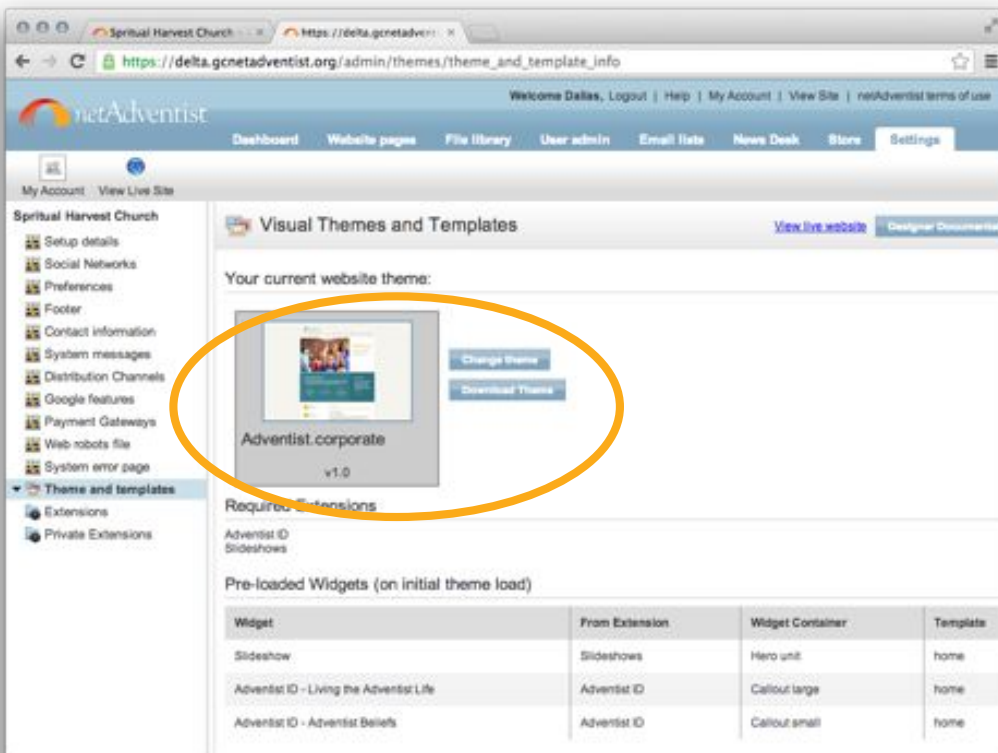 Spritual Harvest Church - 
https://delta.gcnetadvent
https://delta.gcnetadventist.org/admin/themes/theme_and_template_info
netAdventist
Welcome Dallas, Logout | Help | My Account | View Site | netAdventist terms of use
Dashboard Website pages File library User admin Email lists News Desk Store Settings
My Account View Live Site
Spritual Harvest Church
Setup details
Social Networks
Preferences
Footer
Contact information
System messages
Distribution Channels
Google features
Payment Gateways
Web robots file
System error page
Theme and templates
Extensions
Private Extensions
Visual Themes and Templates
View live website
Designer Documenta
Your current website theme:
Change theme
Download Theme
Adventist.corporate
v1.0
Required Extensions
Adventist ID
Slideshows
Pre-loaded Widgets (on initial theme load)
Widget From Extension Widget Container Template
Slideshow Slideshows Hero unit home
Adventist ID - Living the Adventist Life Adventist ID Callout large home
Adventist ID - Adventist Beliefs Adventist ID Callout small home